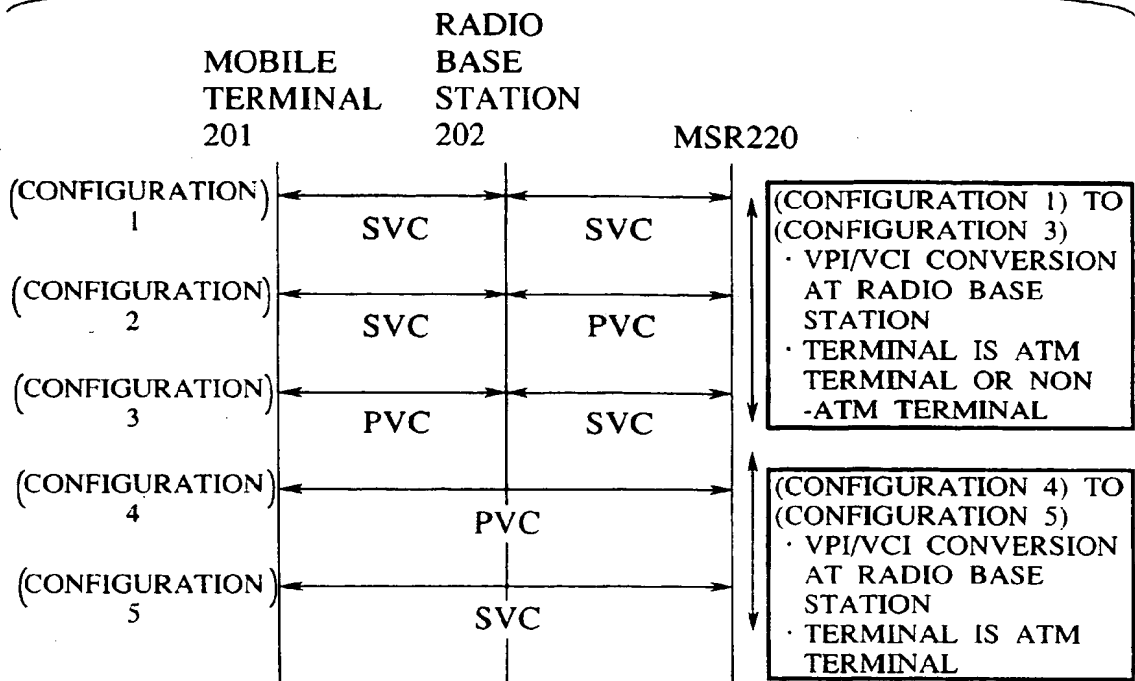 MOBILE
TERMINAL
201
RADIO
BASE
STATION
202
MSR220
(CONFIGURATION)
1
SVC
SVC
(CONFIGURATION)
2
SVC
PVC
(CONFIGURATION)
3
PVC
SVC
(CONFIGURATION)
4
PVC
(CONFIGURATION)
5
SVC
(CONFIGURATION 1) TO
(CONFIGURATION 3)
· VPI/VCI CONVERSION
AT RADIO BASE
STATION
· TERMINAL IS ATM
TERMINAL OR NON
-ATM TERMINAL
(CONFIGURATION 4) TO
(CONFIGURATION 5)
· VPI/VCI CONVERSION
AT RADIO BASE
STATION
· TERMINAL IS ATM
TERMINAL